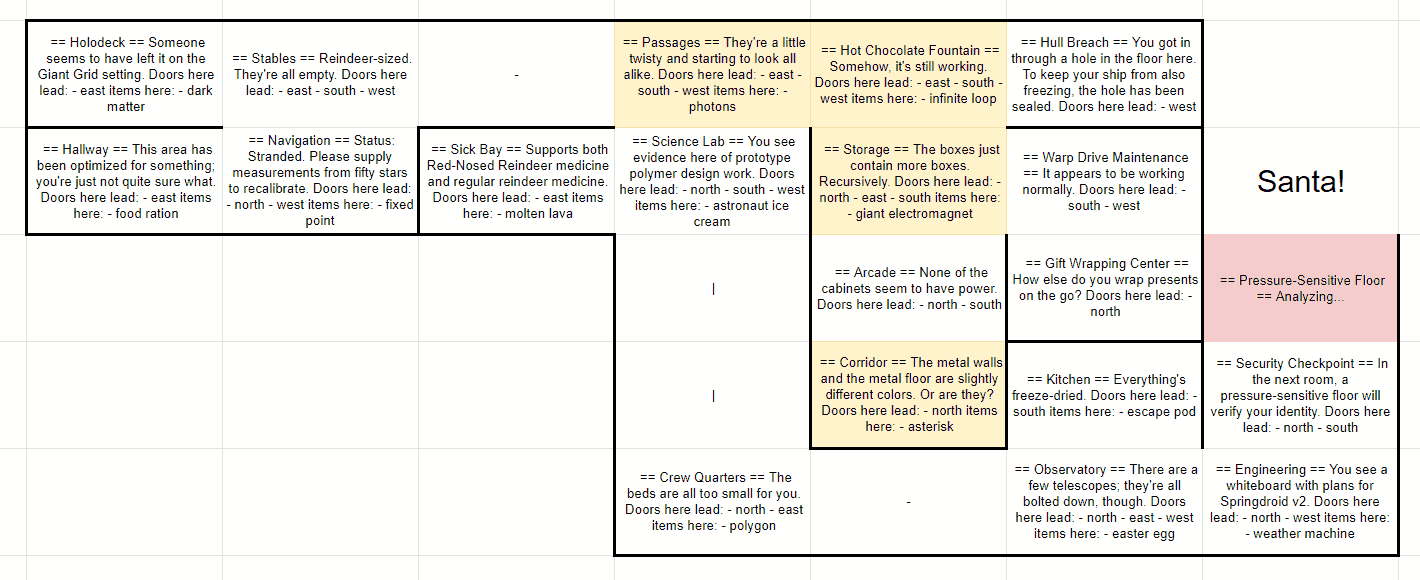 == Holodeck == Someone
seems to have left it on the
Giant Grid setting. Doors here
lead: - east items here: - dark
matter
== Stables == Reindeer-sized.
They're all empty. Doors here
lead: - east - south - west
-
== Passages == They're a little
twisty and starting to look all
alike. Doors here lead: - east -
south - west items here: -
photons
== Hot Chocolate Fountain ==
Somehow, it's still working.
Doors here lead: - east - south -
west items here: - infinite loop
== Hull Breach == You got in
through a hole in the floor here.
To keep your ship from also
freezing, the hole has been
sealed. Doors here lead: - west
== Hallway == This area has
been optimized for something;
you're just not quite sure what.
Doors here lead: - east items
here: - food ration
== Navigation == Status:
Stranded. Please supply
measurements from fifty stars
to recalibrate. Doors here lead:
- north - west items here: - fixed
point
== Sick Bay == Supports both
Red-Nosed Reindeer medicine
and regular reindeer medicine.
Doors here lead: - east items
here: - molten lava
== Science Lab == You see
evidence here of prototype
polymer design work. Doors
here lead: - north - south - west
items here: - astronaut ice
cream
== Storage == The boxes just
contain more boxes.
Recursively. Doors here lead: -
north - east - south items here:
- giant electromagnet
== Warp Drive Maintenance
== It appears to be working
normally. Doors here lead: -
south - west
Santa!
|
== Arcade == None of the
cabinets seem to have power.
Doors here lead: - north - south
== Gift Wrapping Center ==
How else do you wrap presents
on the go? Doors here lead: -
north
== Pressure-Sensitive Floor
== Analyzing...
|
== Corridor == The metal walls
and the metal floor are slightly
different colors. Or are they?
Doors here lead: - north items
here: - asterisk
== Kitchen == Everything's
freeze-dried. Doors here lead: -
south items here: - escape pod
== Security Checkpoint == In
the next room, a
pressure-sensitive floor will
verify your identity. Doors here
lead: - north - south
== Crew Quarters == The
beds are all too small for you.
Doors here lead: - north - east
items here: - polygon
-
== Observatory == There are a
few telescopes; they're all
bolted down, though. Doors
here lead: - north - east - west
items here: - easter egg
== Engineering == You see a
whiteboard with plans for
Springdroid v2. Doors here
lead: - north - west items here:
- weather machine